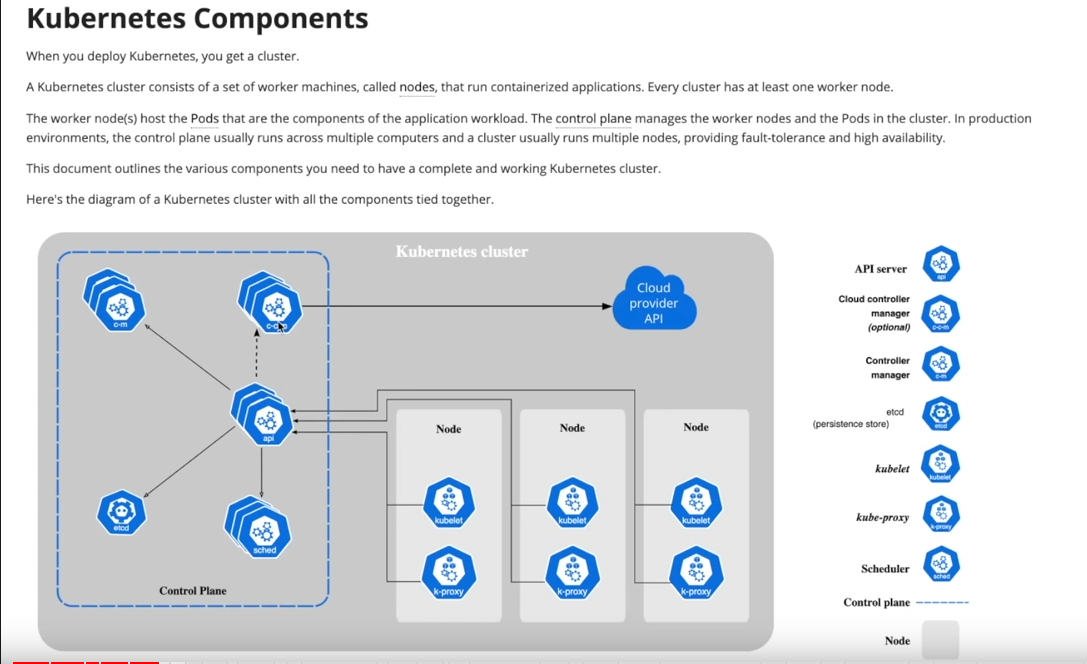 Kubernetes Components
When you deploy Kubernetes, you get a cluster.
A Kubernetes cluster consists of a set of worker machines, called nodes, that run containerized applications. Every cluster has at least one worker node.
The worker node(s) host the Pods that are the components of the application workload. The control plane manages the worker nodes and the Pods in the cluster. In production
environments, the control plane usually runs across multiple computers and a cluster usually runs multiple nodes, providing fault-tolerance and high availability.
This document outlines the various components you need to have a complete and working Kubernetes cluster.
Here's the diagram of a Kubernetes cluster with all the components tied together.
Kubernetes cluster
c-m
Cloud
provider
API
api
etcd
sched
Control Plane
Node
kubelet
k-proxy
Node
kubelet
k-proxy
Node
kubelet
k-proxy
API server
api
Cloud controller
manager
(optional)
c-c-m
Controller
manager
c-m
etcd
(persistence store)
etcd
kubelet
kubelet
kube-proxy
k-proxy
Scheduler
sched
Control plane
Node